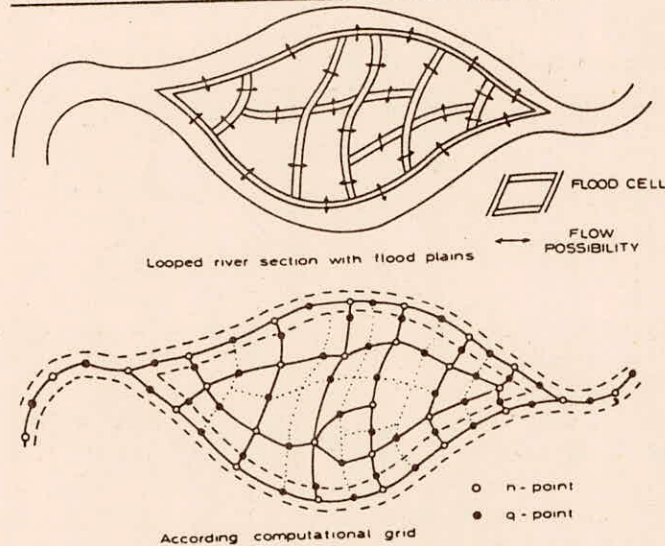 FLOOD CELL
FLOW
POSSIBILITY
Looped river section with flood plains
h - point
q - point
According computational grid